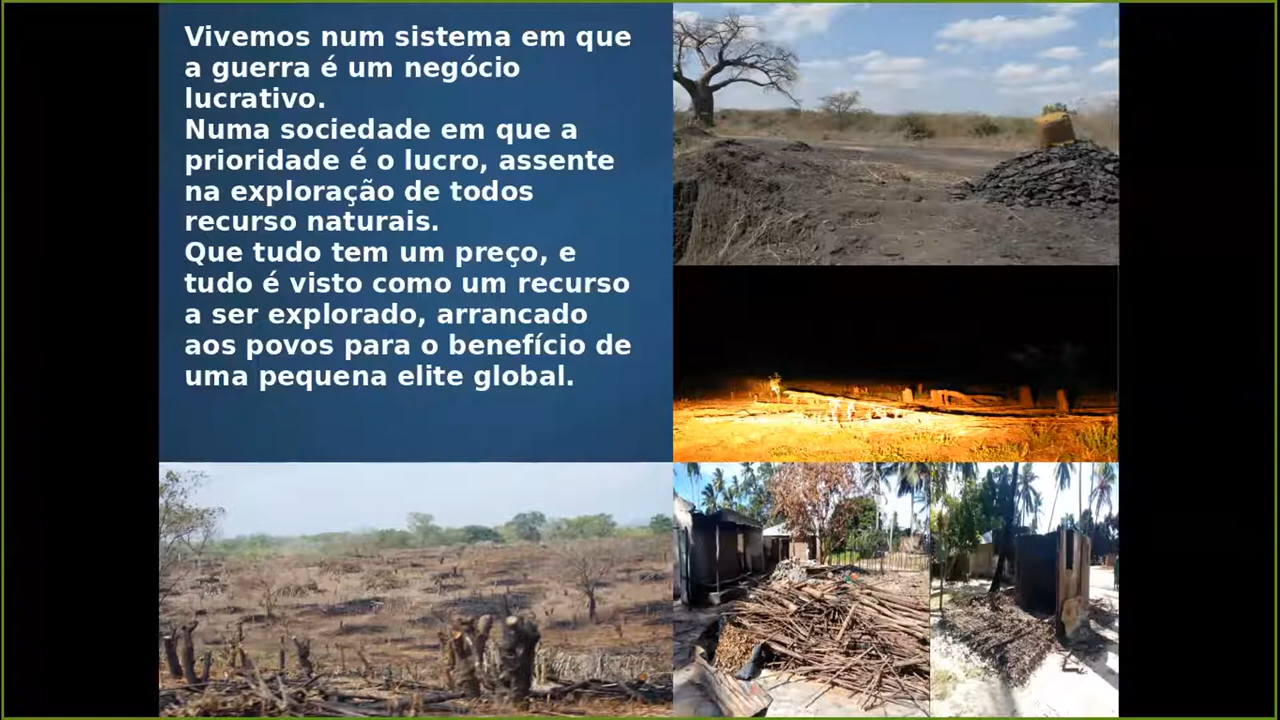 Vivemos num sistema em que
a guerra é um negócio
lucrativo.
Numa sociedade em que a
prioridade é o lucro, assente
na exploração de todos
recurso naturais.
Que tudo tem um preço, e
tudo é visto como um recurso
a ser explorado, arrancado
aos povos para o benefício de
uma pequena elite global.